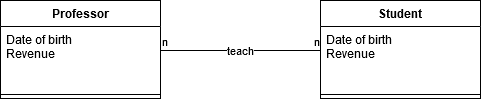 Professor
Date of birth
Revenue
n
teach
n
Student
Date of birth
Revenue